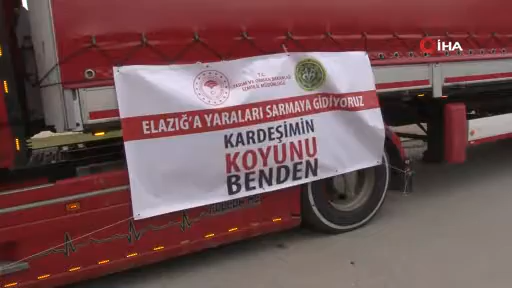 İHA
T.C.
ELAZIĞ'A YARALARI SARMAYA GİDİYORUZ
KARDEŞİMİN
KOYUNU
BENDEN